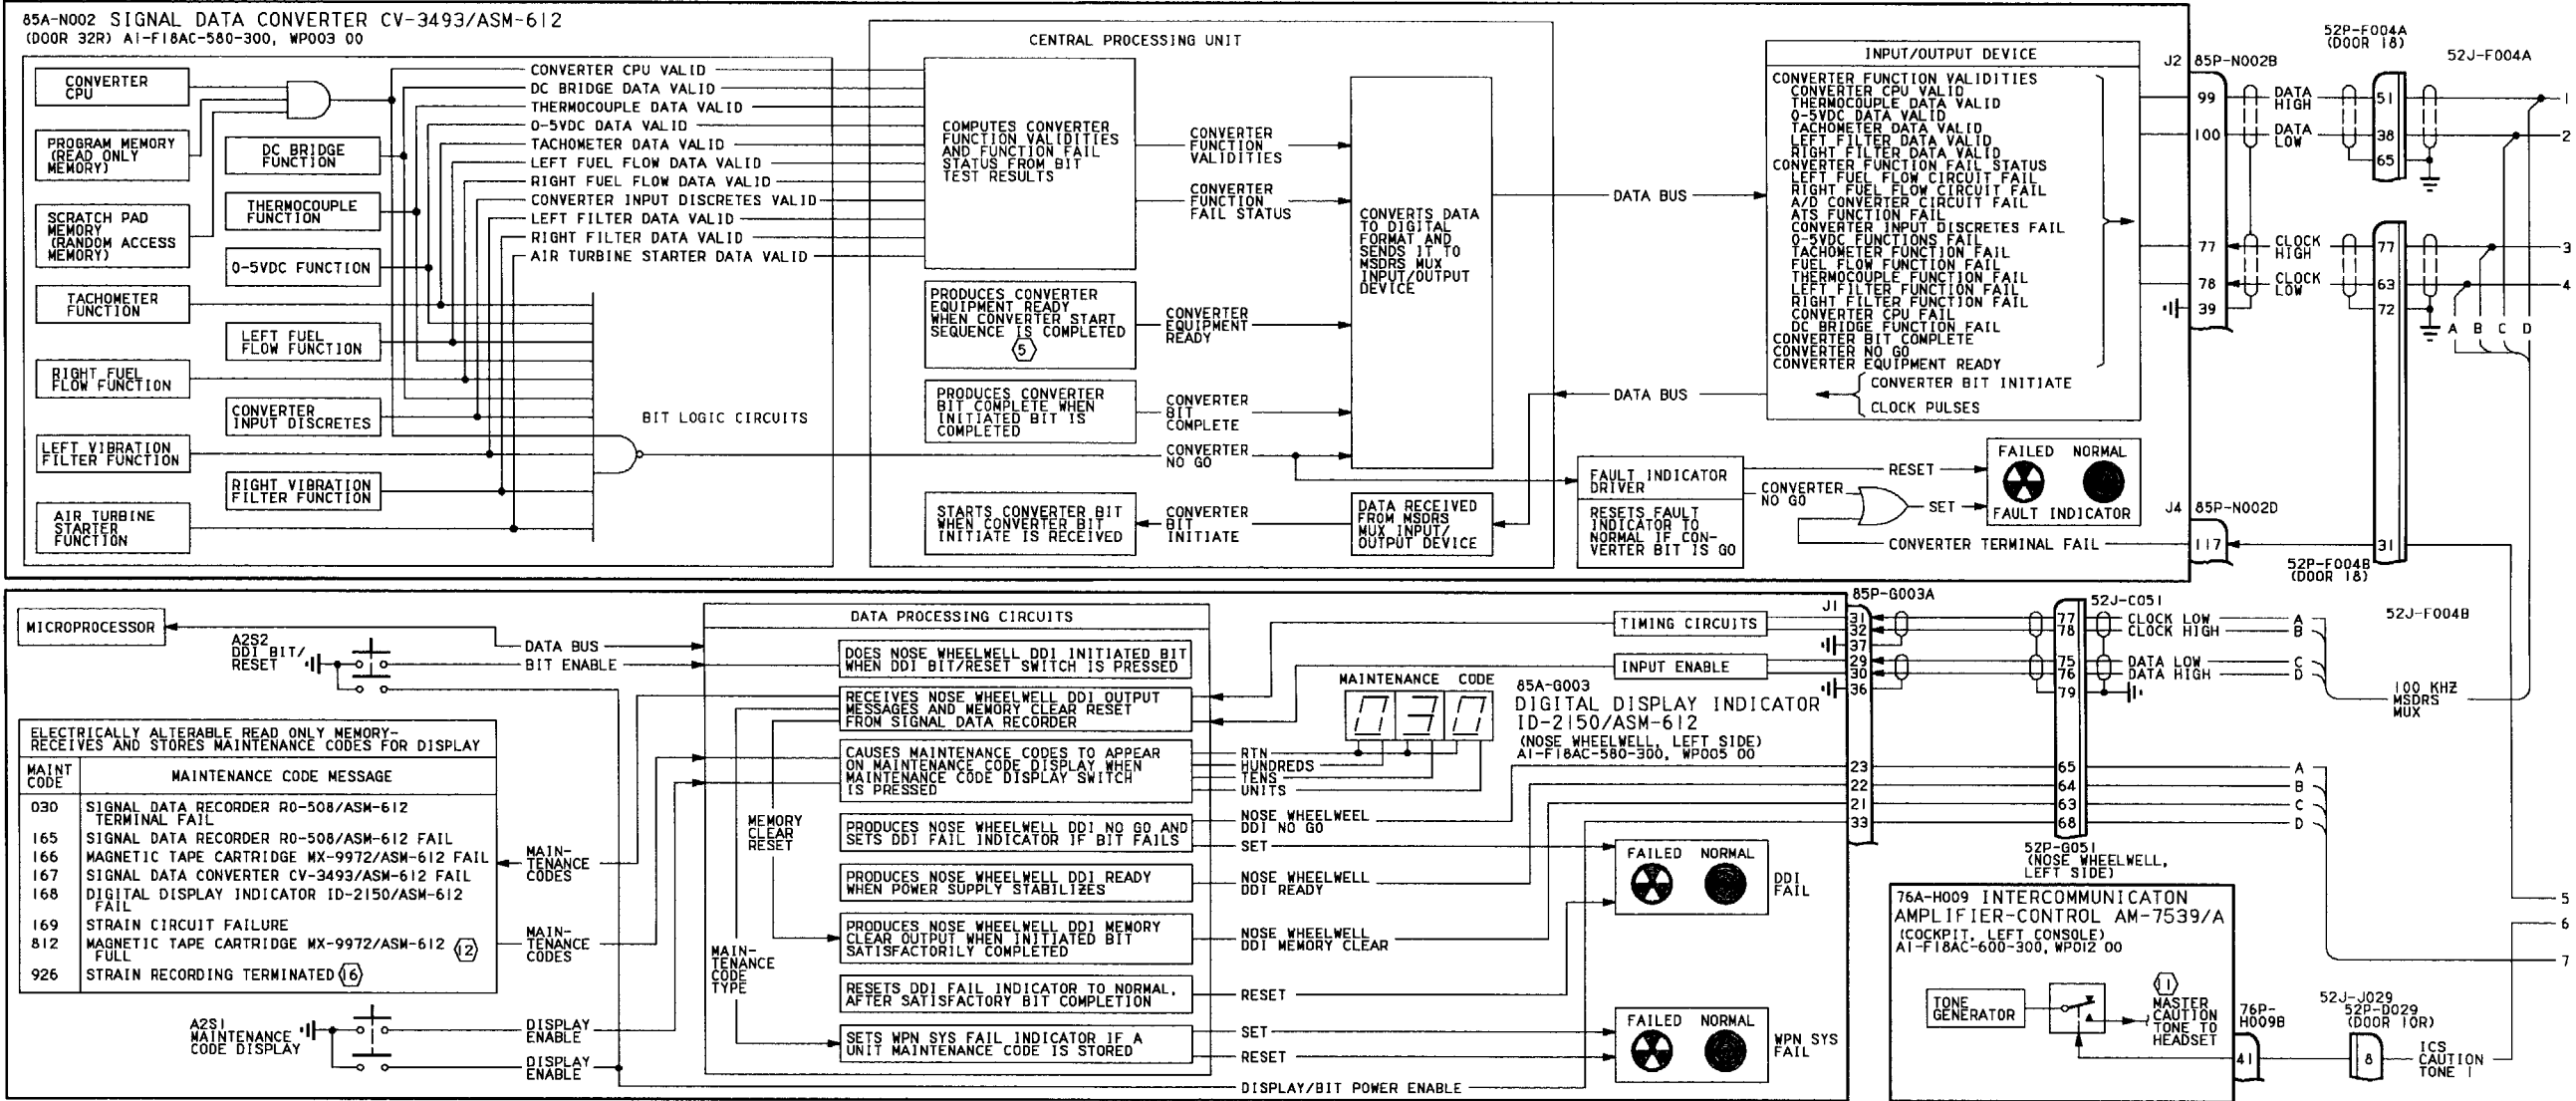 85A-N002 SIGNAL DATA CONVERTER CV-3493/ASM-612
(DOOR 32R) A1-F18AC-580-300, WP003 00
CONVERTER
CPU
PROGRAM MEMORY
(READ ONLY
MEMORY)
SCRATCH PAD
MEMORY
(RANDOM ACCESS
MEMORY)
TACHOMETER
FUNCTION
RIGHT FUEL
FLOW FUNCTION
LEFT VIBRATION
FILTER FUNCTION
AIR TURBINE
STARTER
FUNCTION
DC BRIDGE
FUNCTION
THERMOCOUPLE
FUNCTION
0-5VDC FUNCTION
LEFT FUEL
FLOW FUNCTION
CONVERTER
INPUT DISCRETES
RIGHT VIBRATION
FILTER FUNCTION
CONVERTER CPU VALID
DC BRIDGE DATA VALID
THERMOCOUPLE DATA VALID
0-5VDC DATA VALID
TACHOMETER DATA VALID
LEFT FUEL FLOW DATA VALID
RIGHT FUEL FLOW DATA VALID
CONVERTER INPUT DISCRETES VALID
LEFT FILTER DATA VALID
RIGHT FILTER DATA VALID
AIR TURBINE STARTER DATA VALID
BIT LOGIC CIRCUITS
CENTRAL PROCESSING UNIT
COMPUTES CONVERTER
FUNCTION VALIDITIES
AND FUNCTION FAIL
STATUS FROM BIT
TEST RESULTS
PRODUCES CONVERTER
EQUIPMENT READY
WHEN CONVERTER START
SEQUENCE IS COMPLETED
5
PRODUCES CONVERTER
BIT COMPLETE WHEN
INITIATED BIT IS
COMPLETED
STARTS CONVERTER BIT
WHEN CONVERTER BIT
INITIATE IS RECEIVED
CONVERTER
FUNCTION
VALIDITIES
CONVERTER
FUNCTION
FAIL STATUS
CONVERTER
EQUIPMENT
READY
CONVERTER
BIT
COMPLETE
CONVERTER
NO GO
CONVERTER
BIT
INITIATE
CONVERTS DATA
TO DIGITAL
FORMAT AND
SENDS IT TO
MSDRS MUX
INPUT/OUTPUT
DEVICE
DATA RECEIVED
FROM MSDRS
MUX INPUT/
OUTPUT DEVICE
DATA BUS
DATA BUS
INPUT/OUTPUT DEVICE
CONVERTER FUNCTION VALIDITIES
CONVERTER CPU VALID
THERMOCOUPLE DATA VALID
0-5VDC DATA VALID
TACHOMETER DATA VALID
LEFT FILTER DATA VALID
RIGHT FILTER DATA VALID
CONVERTER FUNCTION FAIL STATUS
LEFT FUEL FLOW CIRCUIT FAIL
RIGHT FUEL FLOW CIRCUIT FAIL
A/D CONVERTER CIRCUIT FAIL
ATS FUNCTION FAIL
CONVERTER INPUT DISCRETES FAIL
0-5VDC FUNCTIONS FAIL
TACHOMETER FUNCTION FAIL
FUEL FLOW FUNCTION FAIL
THERMOCOUPLE FUNCTION FAIL
LEFT FILTER FUNCTION FAIL
RIGHT FILTER FUNCTION FAIL
CONVERTER CPU FAIL
DC BRIDGE FUNCTION FAIL
CONVERTER BIT COMPLETE
CONVERTER NO GO
CONVERTER EQUIPMENT READY
CONVERTER BIT INITIATE
CLOCK PULSES
FAULT INDICATOR
DRIVER
RESETS FAULT
INDICATOR TO
NORMAL IF CON-
VERTER BIT IS GO
RESET
CONVERTER
NO GO
SET
CONVERTER TERMINAL FAIL
FAILED NORMAL
FAULT INDICATOR
J2 85P-N002B
99
100
77
78
39
J4 85P-N002D
117
DATA
HIGH
DATA
LOW
CLOCK
HIGH
CLOCK
LOW
52P-F004A
(DOOR 18)
52J-F004A
51
38
65
77
63
72
31
52P-F004B
(DOOR 18)
1
2
3
4
A B C D
52J-F004B
100 KHZ
MSDRS
MUX
MICROPROCESSOR
A2S2
DDI BIT/
RESET
DATA BUS
BIT ENABLE
ELECTRICALLY ALTERABLE READ ONLY MEMORY-
RECEIVES AND STORES MAINTENANCE CODES FOR DISPLAY
MAINT
CODE
MAINTENANCE CODE MESSAGE
030 SIGNAL DATA RECORDER RO-508/ASM-612
TERMINAL FAIL
165 SIGNAL DATA RECORDER RO-508/ASM-612 FAIL
166 MAGNETIC TAPE CARTRIDGE MX-9972/ASM-612 FAIL
167 SIGNAL DATA CONVERTER CV-3493/ASM-612 FAIL
168 DIGITAL DISPLAY INDICATOR ID-2150/ASM-612
FAIL
169 STRAIN CIRCUIT FAILURE
812 MAGNETIC TAPE CARTRIDGE MX-9972/ASM-612 12
FULL
926 STRAIN RECORDING TERMINATED 16
A2S1
MAINTENANCE
CODE DISPLAY
DISPLAY
ENABLE
DISPLAY
ENABLE
MAIN-
TENANCE
CODES
MAIN-
TENANCE
CODES
DATA PROCESSING CIRCUITS
DOES NOSE WHEELWELL DDI INITIATED BIT
WHEN DDI BIT/RESET SWITCH IS PRESSED
RECEIVES NOSE WHEELWELL DDI OUTPUT
MESSAGES AND MEMORY CLEAR RESET
FROM SIGNAL DATA RECORDER
CAUSES MAINTENANCE CODES TO APPEAR
ON MAINTENANCE CODE DISPLAY WHEN
MAINTENANCE CODE DISPLAY SWITCH
IS PRESSED
PRODUCES NOSE WHEELWELL DDI NO GO AND
SETS DDI FAIL INDICATOR IF BIT FAILS
PRODUCES NOSE WHEELWELL DDI READY
WHEN POWER SUPPLY STABILIZES
PRODUCES NOSE WHEELWELL DDI MEMORY
CLEAR OUTPUT WHEN INITIATED BIT
SATISFACTORILY COMPLETED
RESETS DDI FAIL INDICATOR TO NORMAL,
AFTER SATISFACTORY BIT COMPLETION
SETS WPN SYS FAIL INDICATOR IF A
UNIT MAINTENANCE CODE IS STORED
MEMORY
CLEAR
RESET
MAIN-
TENANCE
CODE
TYPE
RTN
HUNDREDS
TENS
UNITS
NOSE WHEELWEEL
DDI NO GO
SET
NOSE WHEELWELL
DDI READY
NOSE WHEELWELL
DDI MEMORY CLEAR
RESET
SET
RESET
DISPLAY/BIT POWER ENABLE
TIMING CIRCUITS
INPUT ENABLE
MAINTENANCE CODE
030
85A-G003
DIGITAL DISPLAY INDICATOR
ID-2150/ASM-612
(NOSE WHEELWELL, LEFT SIDE)
A1-F18AC-580-300, WP005 00
FAILED NORMAL
DDI
FAIL
FAILED NORMAL
WPN SYS
FAIL
J1 85P-G003A
31
32
37
29
30
36
23
22
21
33
52J-C051
77
78
75
76
79
65
64
63
68
52P-G051
(NOSE WHEELWELL,
LEFT SIDE)
CLOCK LOW A
CLOCK HIGH B
DATA LOW C
DATA HIGH D
A
B
C
D
76A-H009 INTERCOMMUNICATON
AMPLIFIER-CONTROL AM-7539/A
(COCKPIT, LEFT CONSOLE)
A1-F18AC-600-300, WP012 00
TONE
GENERATOR
11
MASTER
CAUTION
TONE TO
HEADSET
76P-
H009B
41
52J-J029
52P-D029
(DOOR 10R)
8
ICS
CAUTION
TONE 1
5
6
7